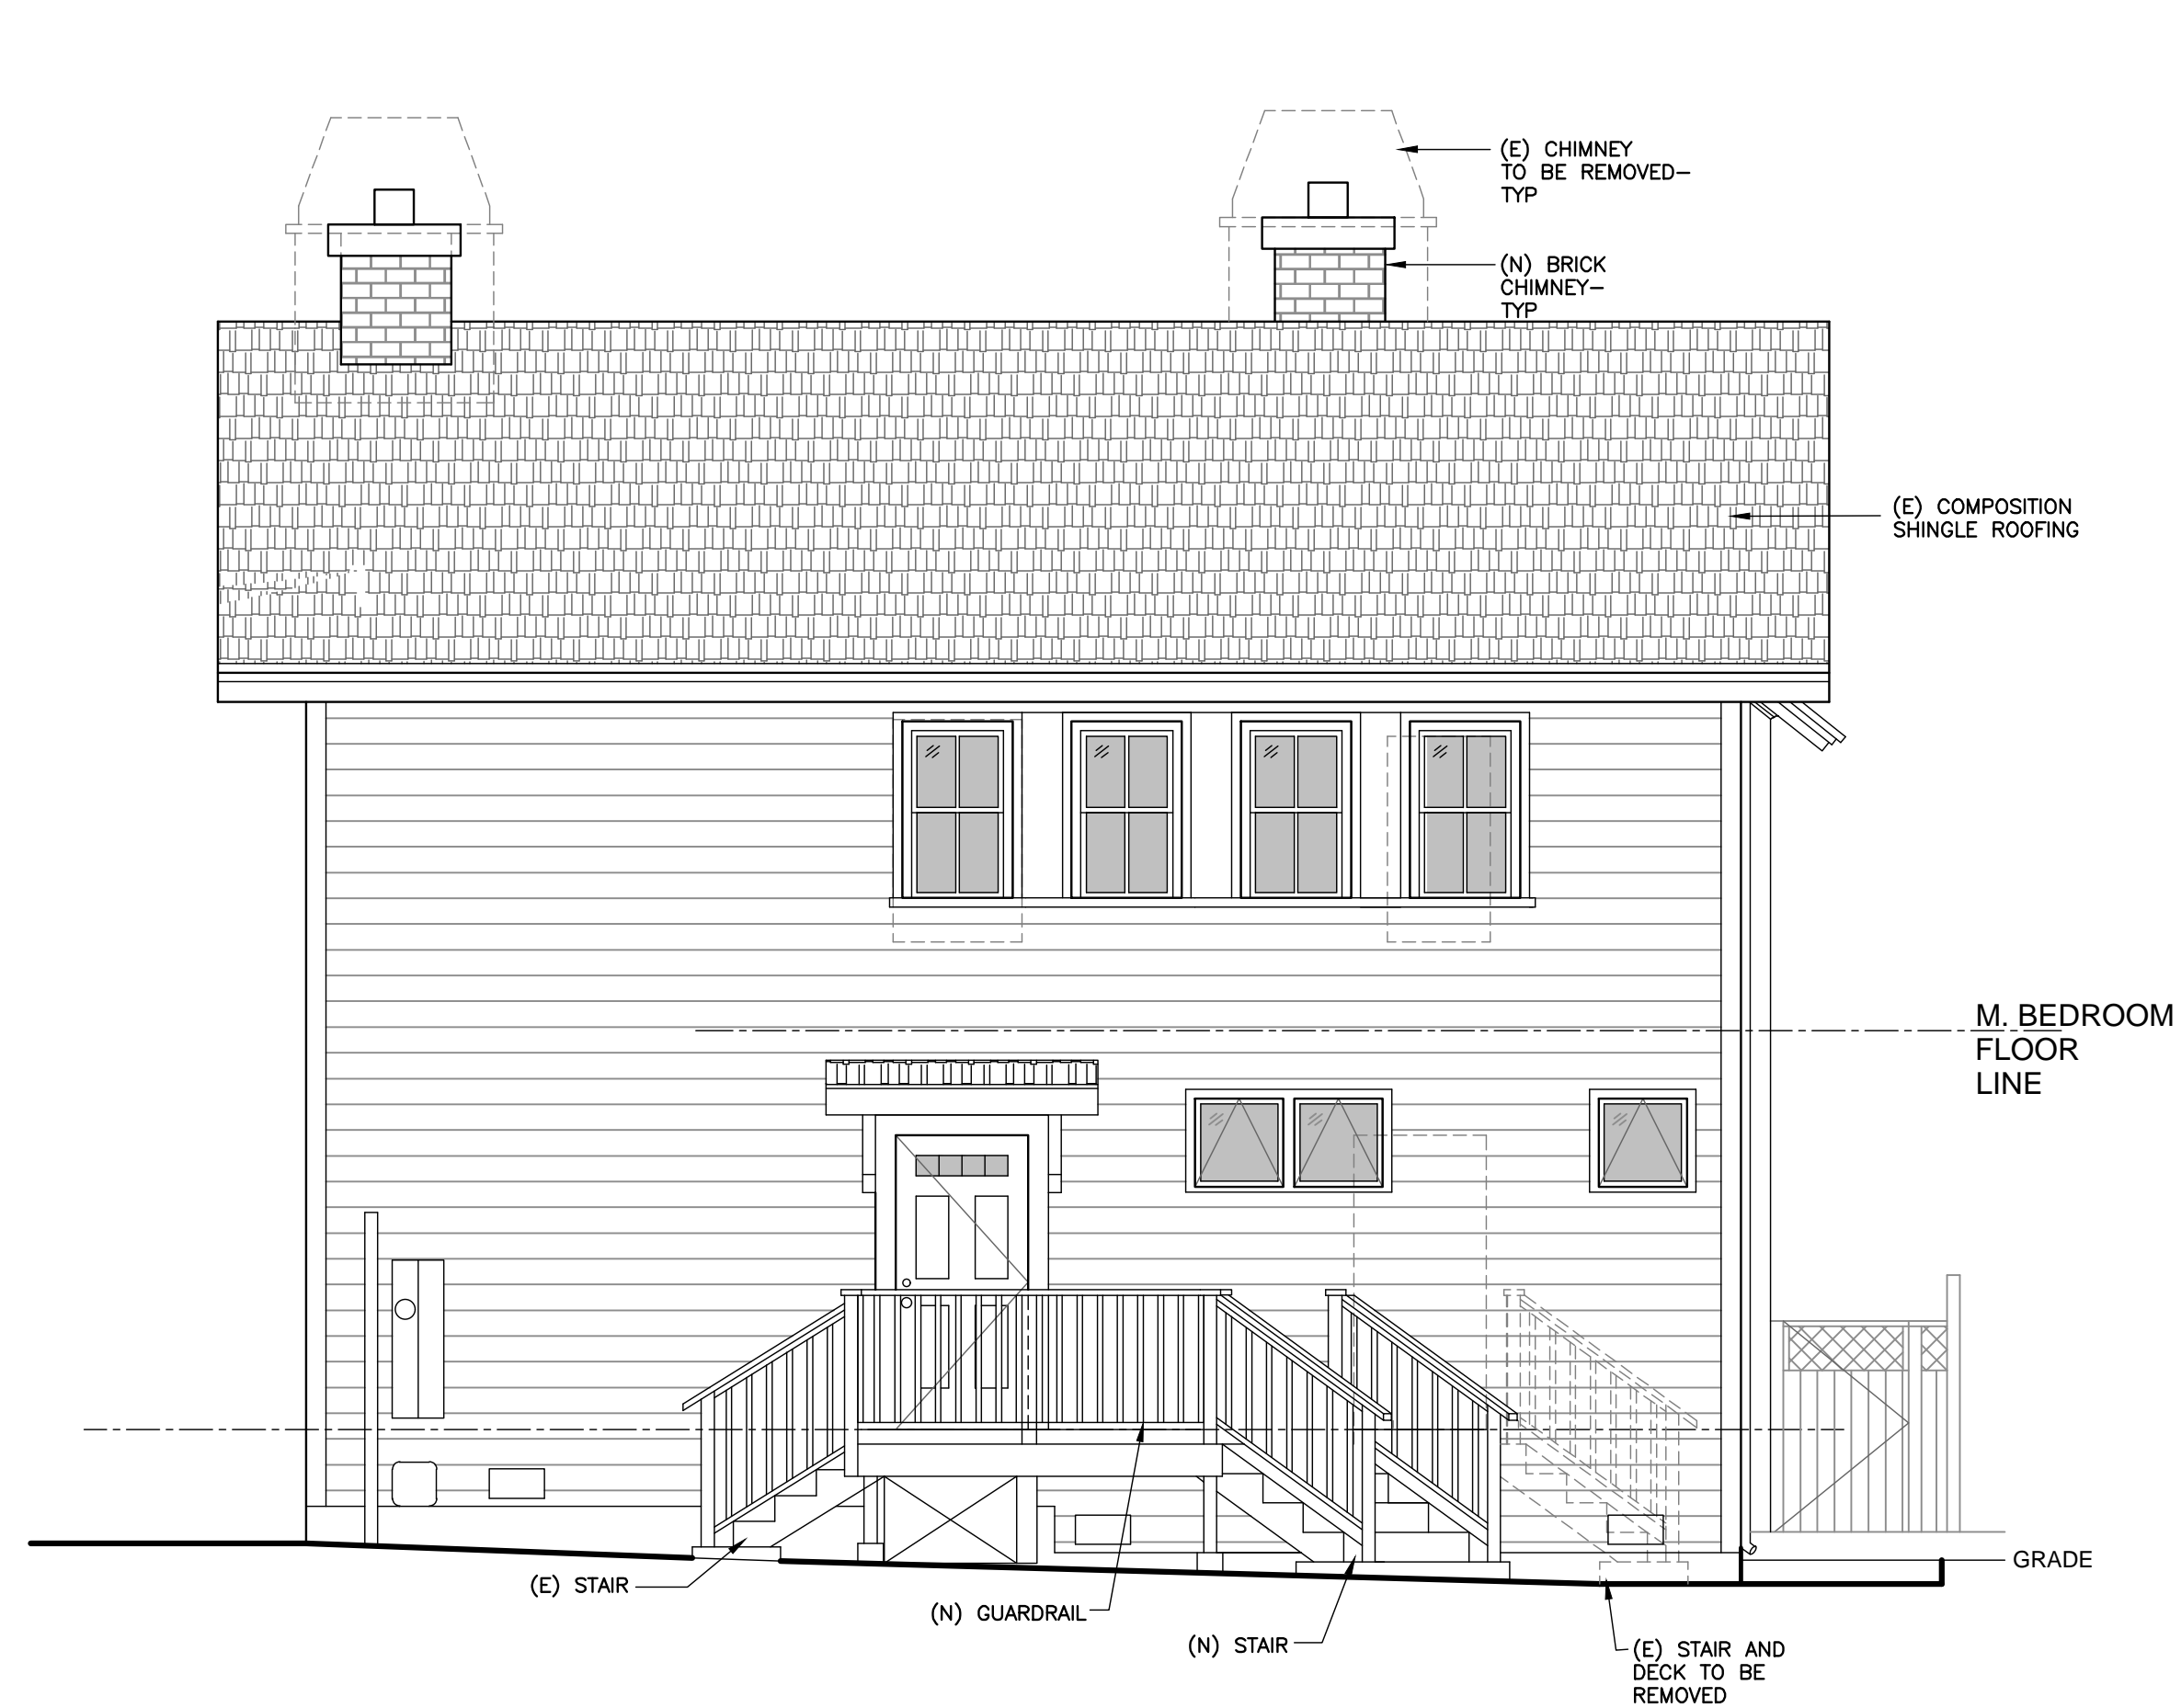 (E) CHIMNEY
TO BE REMOVED-
TYP
(N) BRICK
CHIMNEY-
TYP
(E) COMPOSITION
SHINGLE ROOFING
M. BEDROOM
FLOOR
LINE
GRADE
(E) STAIR
(N) GUARDRAIL
(N) STAIR
(E) STAIR AND
DECK TO BE
REMOVED